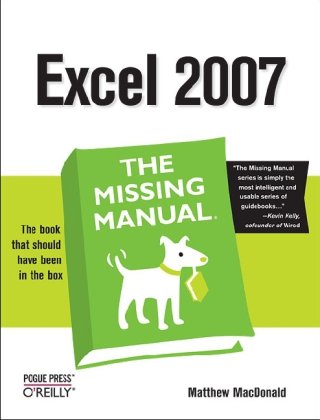 Excel 2007
THE
MISSING
MANUAL®
"The Missing Manual
series is simply the
most intelligent and
usable series of
guidebooks..."
—Kevin Kelly,
cofounder of Wired
The book
that should
have been
in the box
POGUE PRESS™
O'REILLY®
Matthew MacDonald